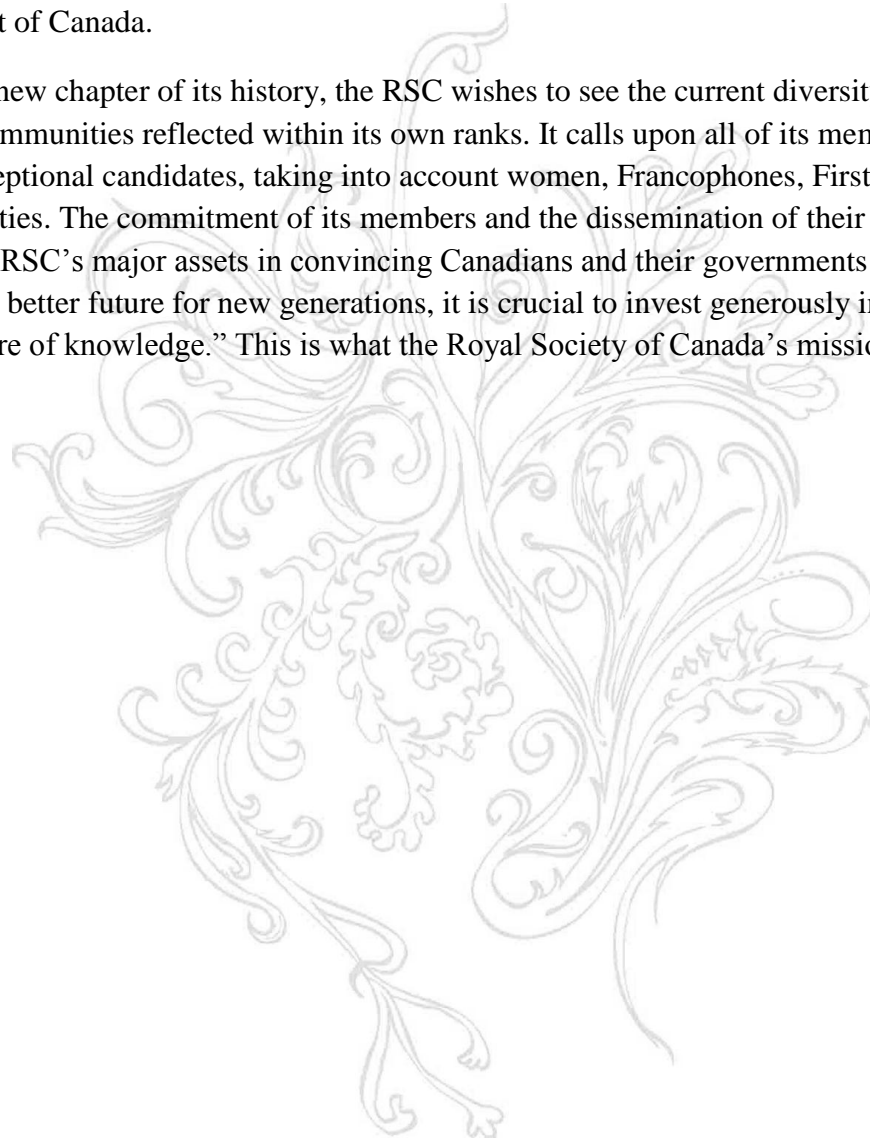 t of Canada.
new chapter of its history, the RSC wishes to see the current diversit
mmunities reflected within its own ranks. It calls upon all of its mem
eptional candidates, taking into account women, Francophones, First
ties. The commitment of its members and the dissemination of their
RSC’s major assets in convincing Canadians and their governments
better future for new generations, it is crucial to invest generously in
re of knowledge.” This is what the Royal Society of Canada’s missio